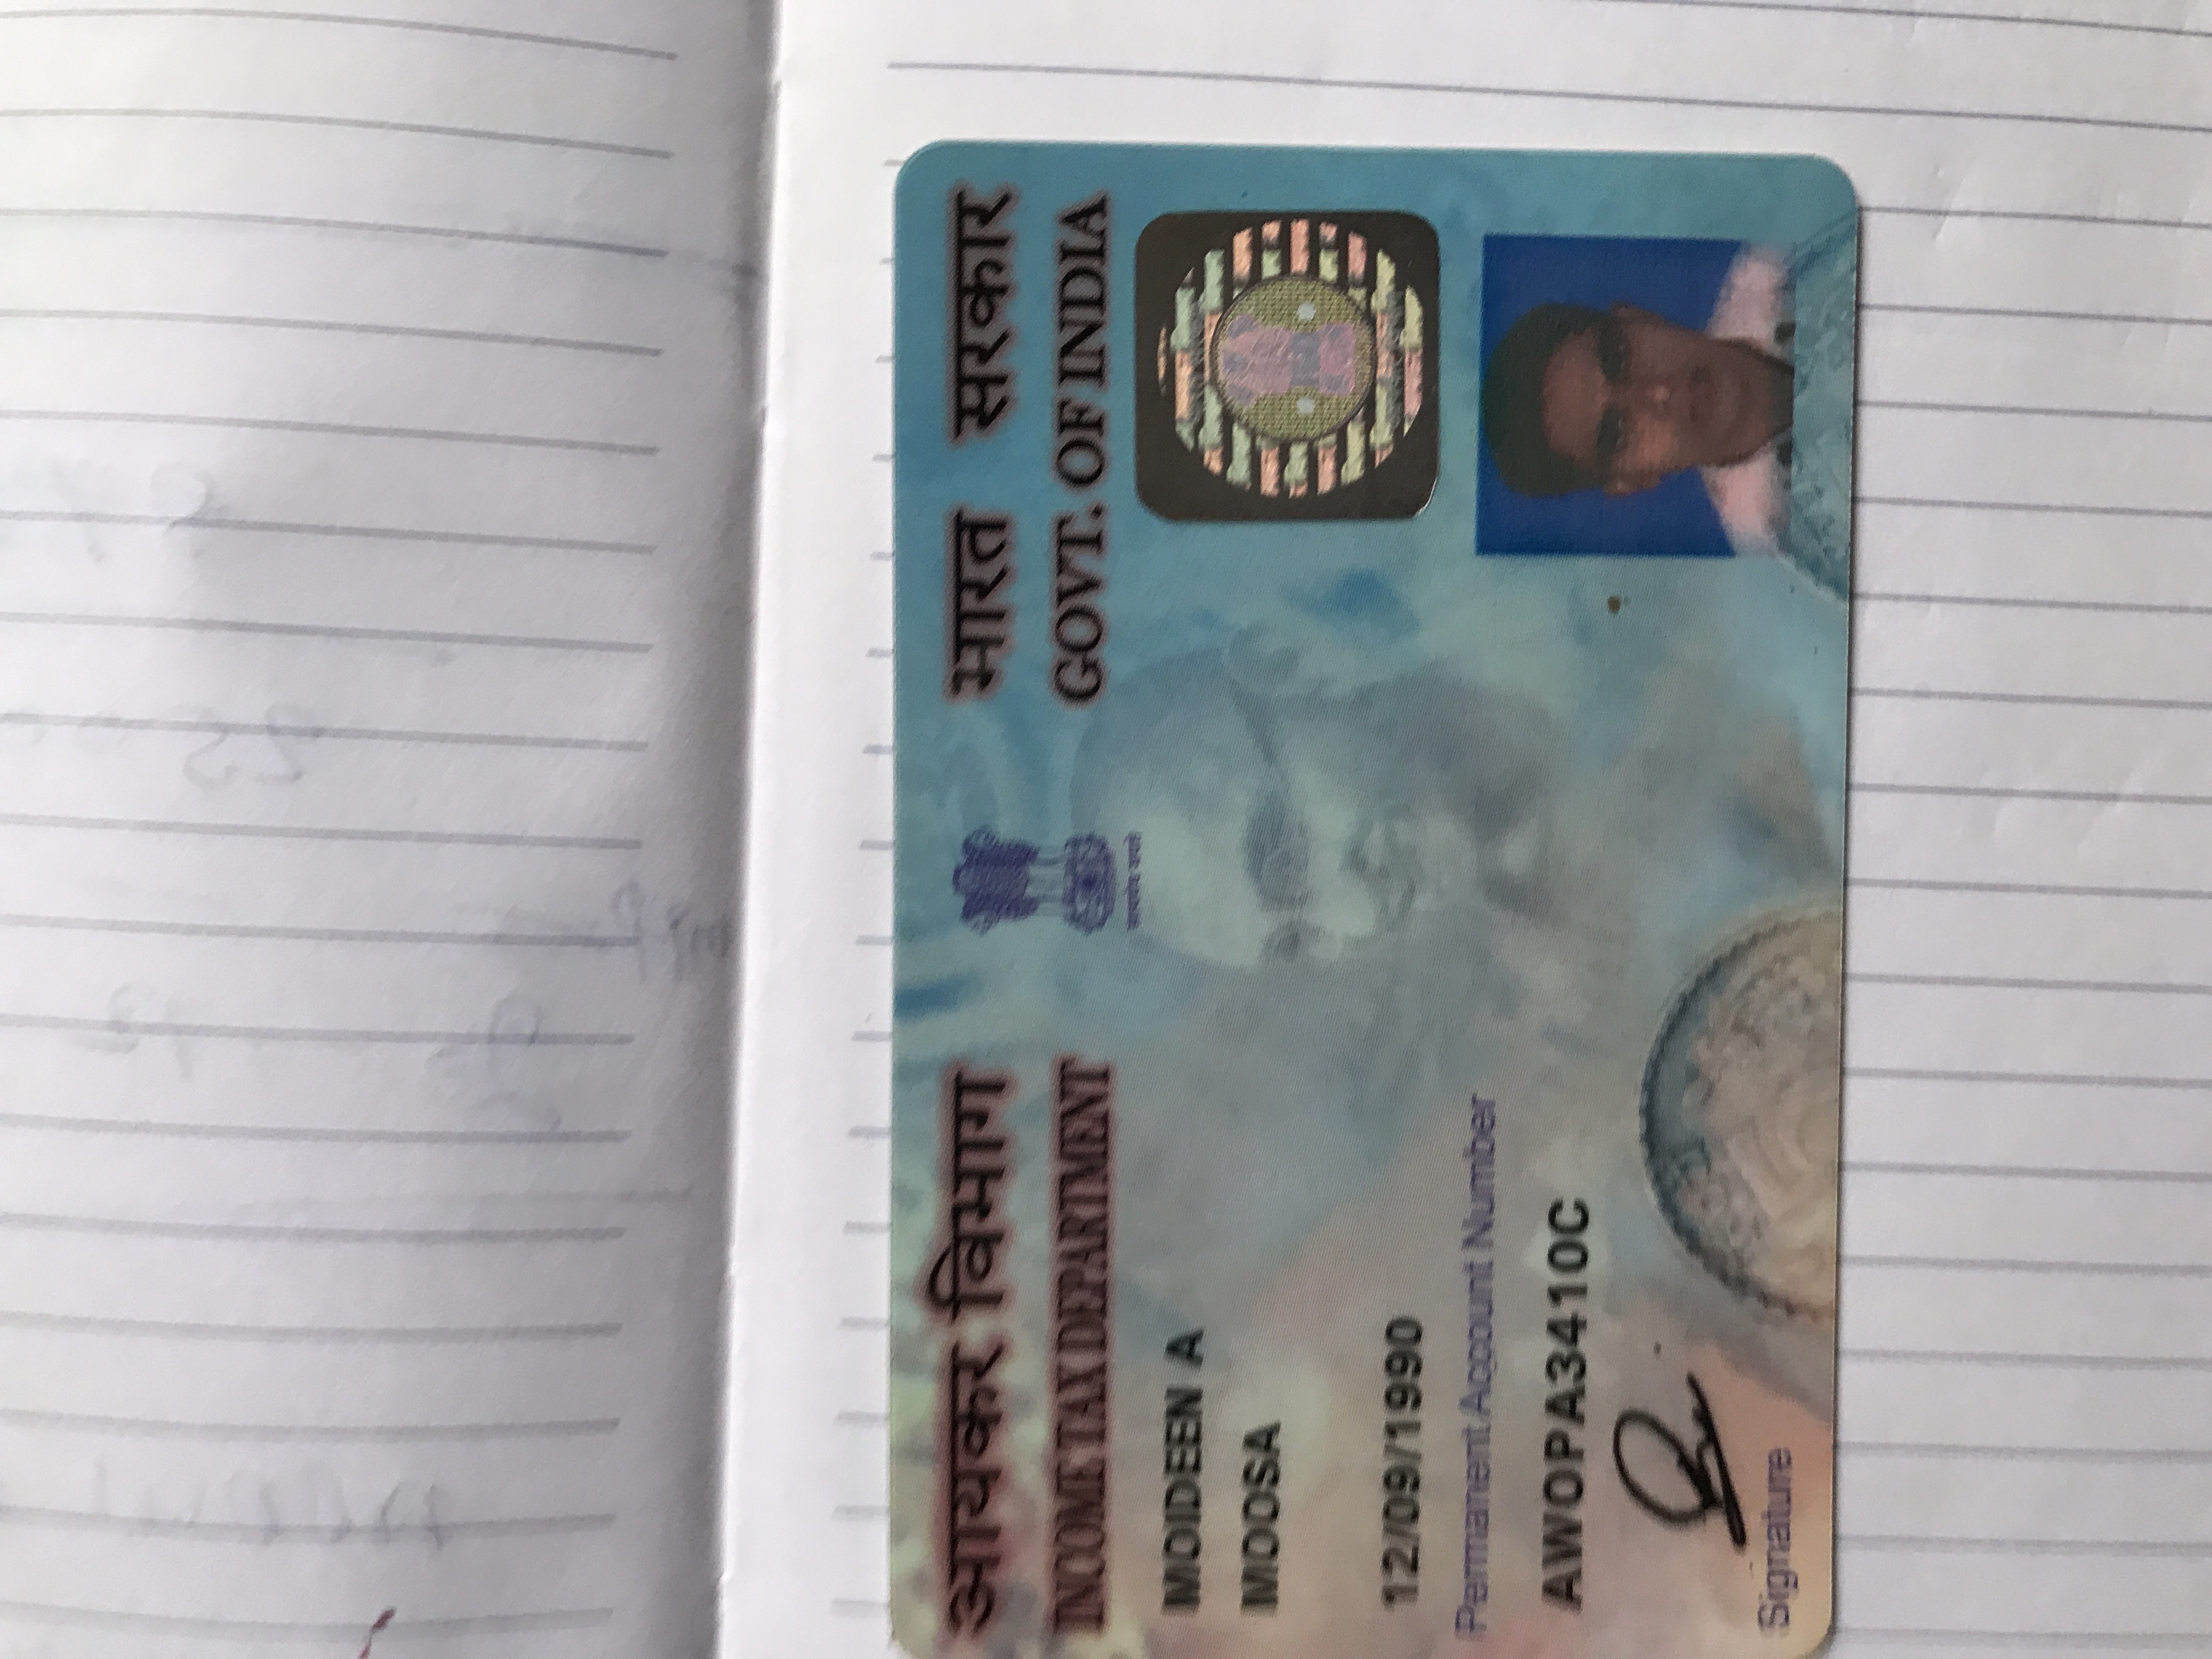 आयकर विभाग
INCOME TAX DEPARTMENT
सत्यमेव जयते
भारत सरकार
GOVT. OF INDIA
MOIDEEN A
MOOSA
12/09/1990
Permanent Account Number
AWOPA3410C
Signature